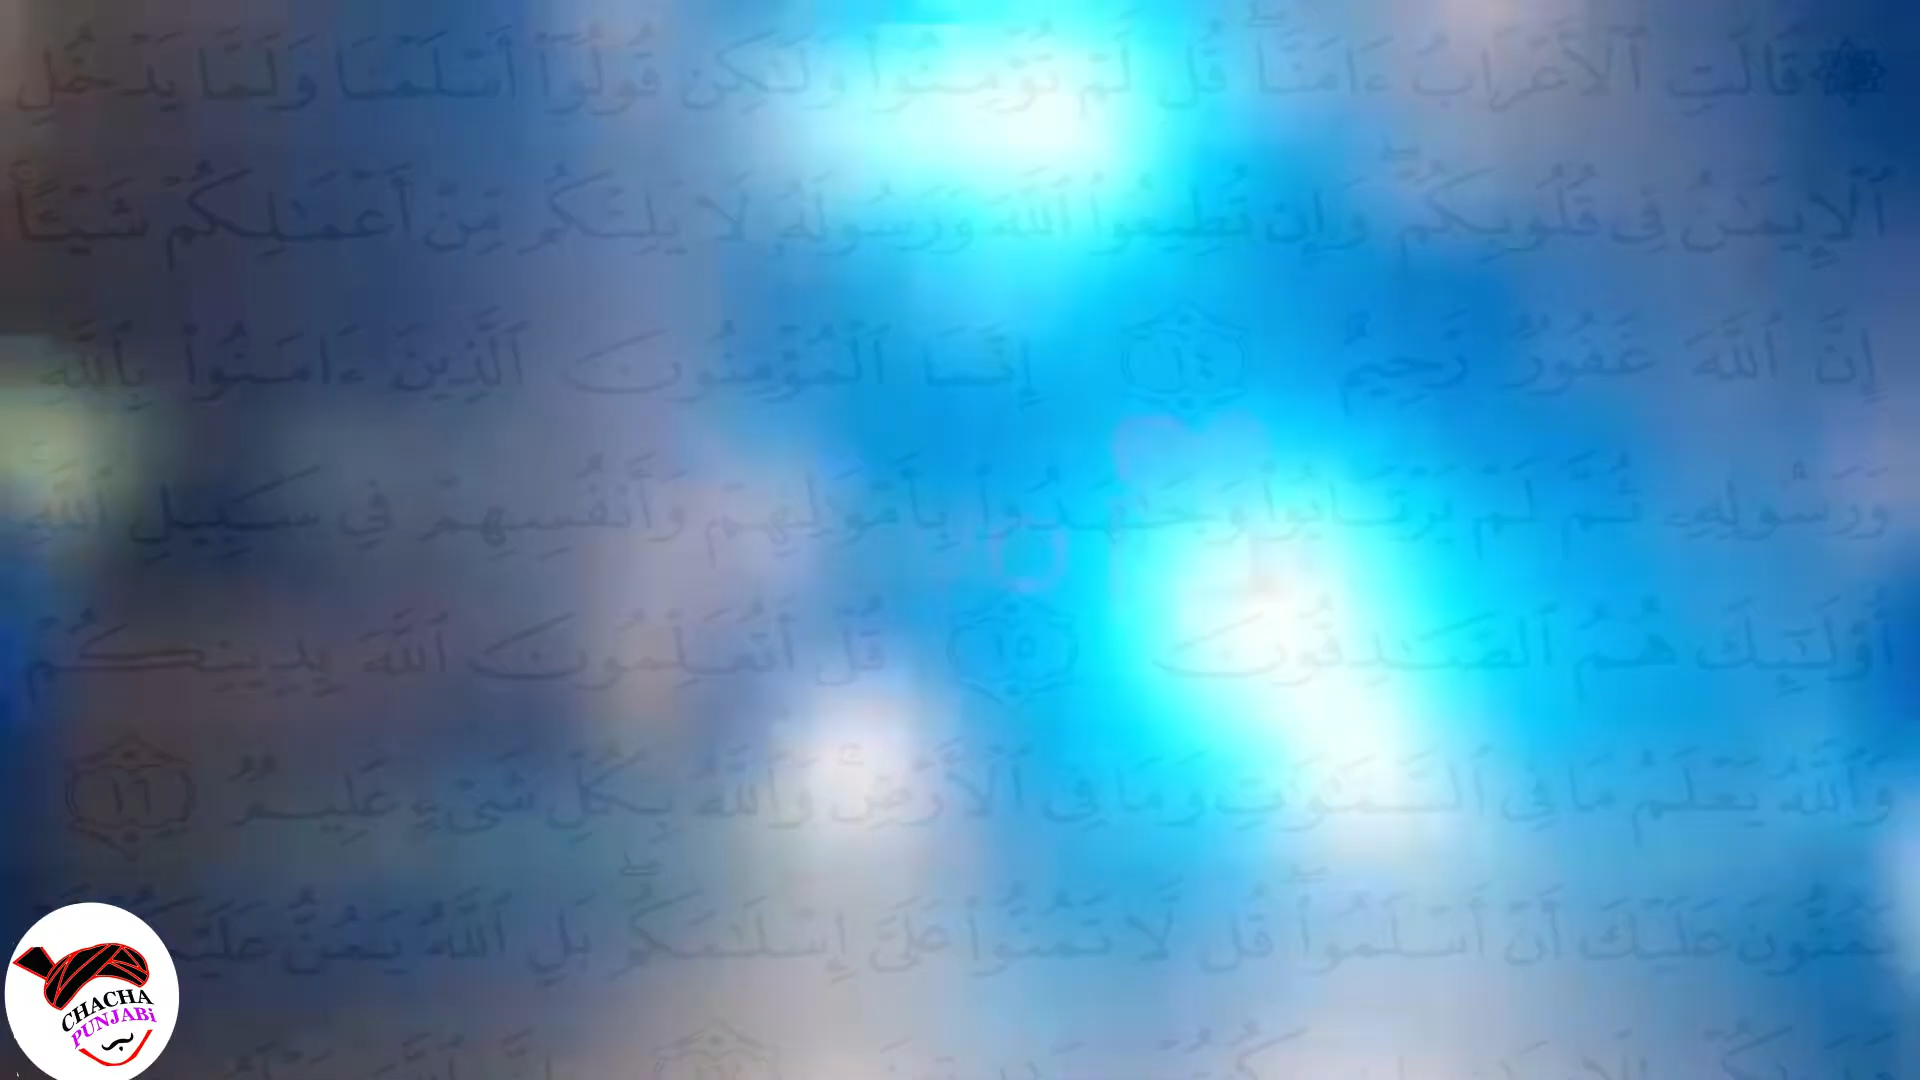 ۞ قَالَتِ ٱلْأَعْرَابُ ءَامَنَّا ۖ قُل لَّمْ تُؤْمِنُوا۟ وَلَـٰكِن قُولُوٓا۟ أَسْلَمْنَا وَلَمَّا يَدْخُلِ
ٱلْإِيمَـٰنُ فِى قُلُوبِكُمْ ۖ وَإِن تُطِيعُوا۟ ٱللَّهَ وَرَسُولَهُۥ لَا يَلِتْكُم مِّنْ أَعْمَـٰلِكُمْ شَيْـًٔا ۚ
إِنَّ ٱللَّهَ غَفُورٌ رَّحِيمٌ ١٤ إِنَّمَا ٱلْمُؤْمِنُونَ ٱلَّذِينَ ءَامَنُوا۟ بِٱللَّهِ
وَرَسُولِهِۦ ثُمَّ لَمْ يَرْتَابُوا۟ وَجَـٰهَدُوا۟ بِأَمْوَٰلِهِمْ وَأَنفُسِهِمْ فِى سَبِيلِ ٱللَّهِ ۚ
أُو۟لَـٰٓئِكَ هُمُ ٱلصَّـٰدِقُونَ ١٥ قُلْ أَتُعَلِّمُونَ ٱللَّهَ بِدِينِكُمْ
وَٱللَّهُ يَعْلَمُ مَا فِى ٱلسَّمَـٰوَٰتِ وَمَا فِى ٱلْأَرْضِ ۚ وَٱللَّهُ بِكُلِّ شَىْءٍ عَلِيمٌ ١٦
يَمُنُّونَ عَلَيْكَ أَنْ أَسْلَمُوا۟ ۖ قُل لَّا تَمُنُّوا۟ عَلَىَّ إِسْلَـٰمَكُم ۖ بَلِ ٱللَّهُ يَمُنُّ
CHACHA
PUNJABi